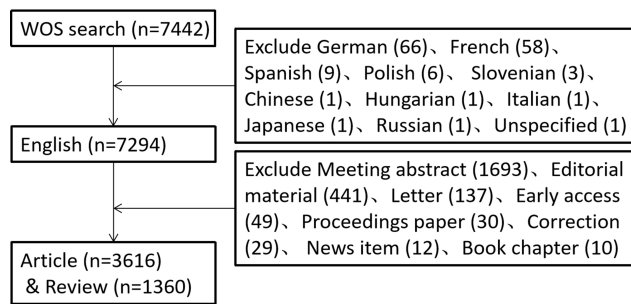 WOS search (n=7442)
Exclude German (66)、 French (58)、
Spanish (9)、 Polish (6)、 Slovenian (3)、
Chinese (1)、 Hungarian (1)、 Italian (1)、
Japanese (1)、 Russian (1)、 Unspecified (1)
English (n=7294)
Exclude Meeting abstract (1693)、 Editorial
material (441)、 Letter (137)、 Early access
(49)、 Proceedings paper (30)、 Correction
(29)、 News item (12)、 Book chapter (10)
Article (n=3616)
& Review (n=1360)